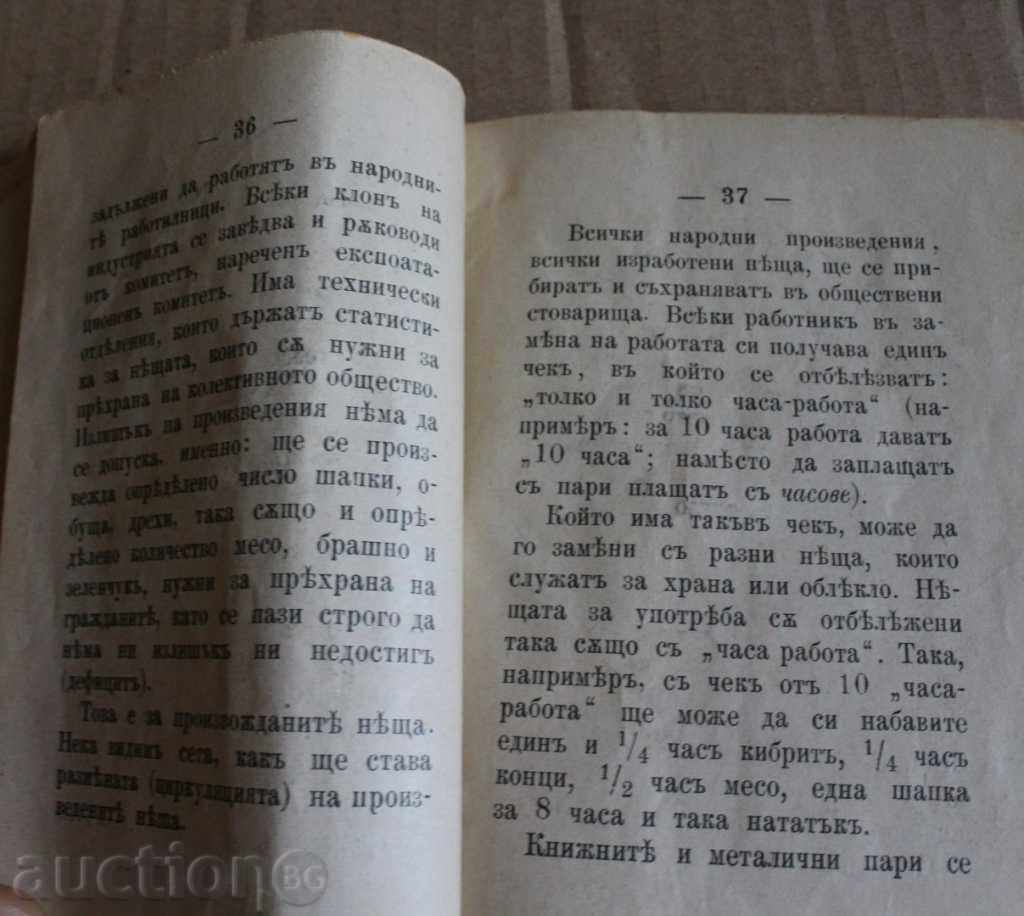 — 36 —
задължени да работятъ въ народни-
тѣ работилници. Всѣки клонъ на
индустрията се завѣдва и рѫководи
отъ комитетъ, нареченъ експоата-
ционенъ комитетъ. Има технически
отдѣления, които държатъ статисти-
ка за нѣщата, които сѫ нужни за
прѣхрана на колективното общество.
Излишъкъ на произведения нѣма да
се допуска, именно: ще се произ-
вежда опрѣдѣлено число шапки, о-
буща, дрехи, така сѫщо и опрѣ-
дѣлено количество месо, брашно и
зеленчукъ, нужни за прѣхрана на
гражданитѣ, като се пази строго да
нѣма ни излишъкъ ни недостигъ
(дефицитъ).
Това е за произвожданитѣ нѣща.
Нека видимъ сега, какъ ще става
размѣната (циркулацията) на произ-
веденитѣ нѣща.
— 37 —
Всички народни произведения,
всички изработени нѣща, ще се при-
биратъ и съхраняватъ въ обществени
стоварища. Всѣки работникъ въ за-
мѣна на работата си получава единъ
чекъ, въ който се отбѣлѣзватъ:
„толко и толко часа-работа“ (на-
примѣръ: за 10 часа работа даватъ
„10 часа“; намѣсто да заплащатъ
съ пари плащатъ съ часове).
Който има такъвъ чекъ, може да
го замѣни съ разни нѣща, които
служатъ за храна или облѣкло. Нѣ-
щата за употрѣба сѫ отбѣлѣжени
така сѫщо съ „часа работа“. Така,
напримѣръ, съ чекъ отъ 10 „часа-
работа“ ще може да си набавите
единъ и 1/4 часъ кибритъ, 1/4 часъ
конци, 1/2 часъ месо, една шапка
за 8 часа и така нататъкъ.
Книжнитѣ и металични пари се
auction BG